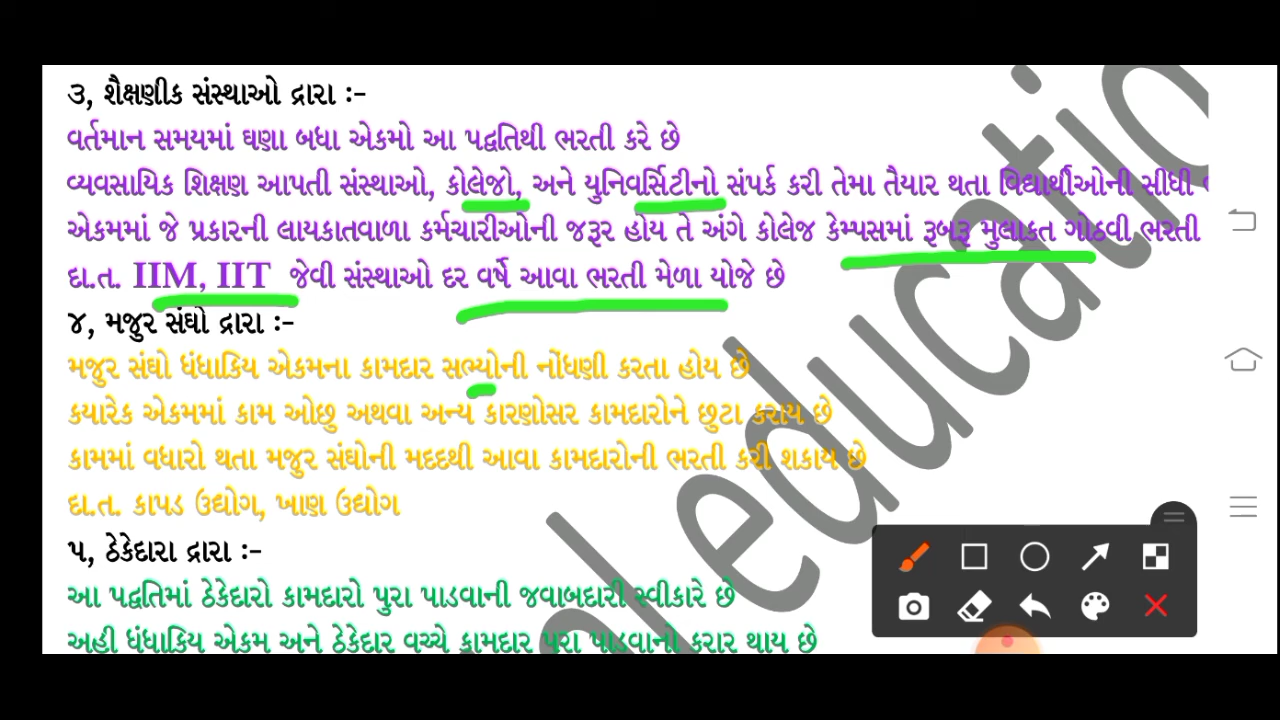 ૩, શૈક્ષણીક સંસ્થાઓ દ્રારા :-
વર્તમાન સમયમાં ઘણા બધા એકમો આ પદ્વતિથી ભરતી કરે છે
વ્યવસાયિક શિક્ષણ આપતી સંસ્થાઓ, કોલેજો, અને યુનિવર્સિટીનો સંપર્ક કરી તેમા તૈયાર થતા વિદ્યાર્થીઓની સીધી
એકમમાં જે પ્રકારની લાયકાતવાળા કર્મચારીઓની જરૂર હોય તે અંગે કોલેજ કેમ્પસમાં રૂબરૂ મુલાકત ગોઠવી ભરતી
દા.ત. IIM, IIT જેવી સંસ્થાઓ દર વર્ષે આવા ભરતી મેળા યોજે છે
૪, મજુર સંઘો દ્રારા :-
મજુર સંઘો ધંધાકિય એકમના કામદાર સભ્યોની નોંધણી કરતા હોય છે
કયારેક એકમમાં કામ ઓછુ અથવા અન્ય કારણોસર કામદારોને છુટા કરાય છે
કામમાં વધારો થતા મજુર સંઘોની મદદથી આવા કામદારોની ભરતી કરી શકાય છે
દા.ત. કાપડ ઉદ્યોગ, ખાણ ઉદ્યોગ
૫, ઠેકેદારા દ્રારા :-
આ પદ્વતિમાં ઠેકેદારો કામદારો પુરા પાડવાની જવાબદારી સ્વીકારે છે
અહી ધંધાકિય એકમ અને ઠેકેદાર વચ્ચે કામદાર પુરા પાડવાનો કરાર થાય છે